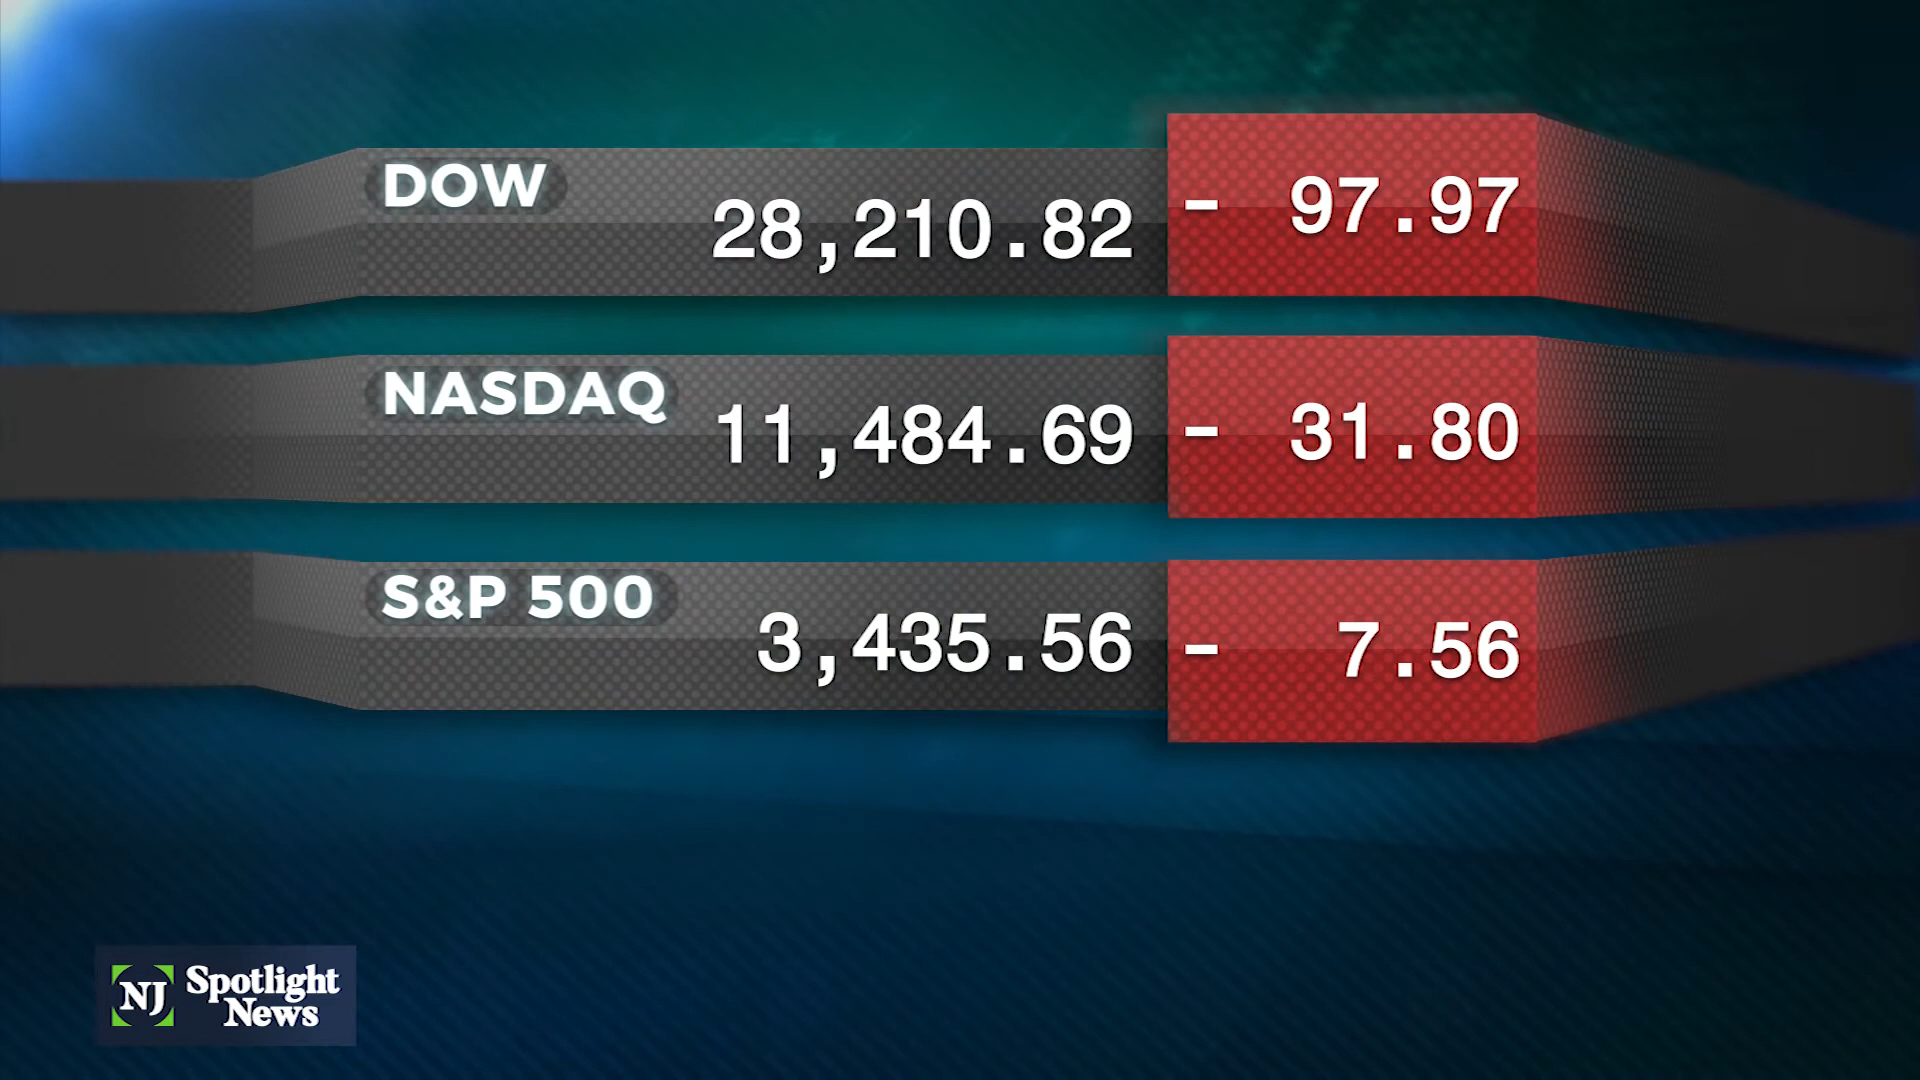 DOW
28,210.82 - 97.97
NASDAQ
11,484.69 - 31.80
S&P 500
3,435.56 - 7.56
NJ Spotlight
News